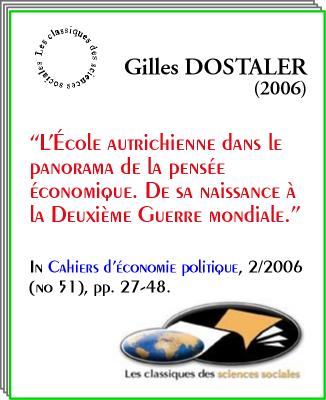 Les classiques des sciences sociales
Gilles DOSTALER
(2006)
“L’École autrichienne dans le
panorama de la pensée
économique. De sa naissance à
la Deuxième Guerre mondiale.”
In Cahiers d’économie politique, 2/2006
(no 51), pp. 27-48.
Les classiques des sciences sociales